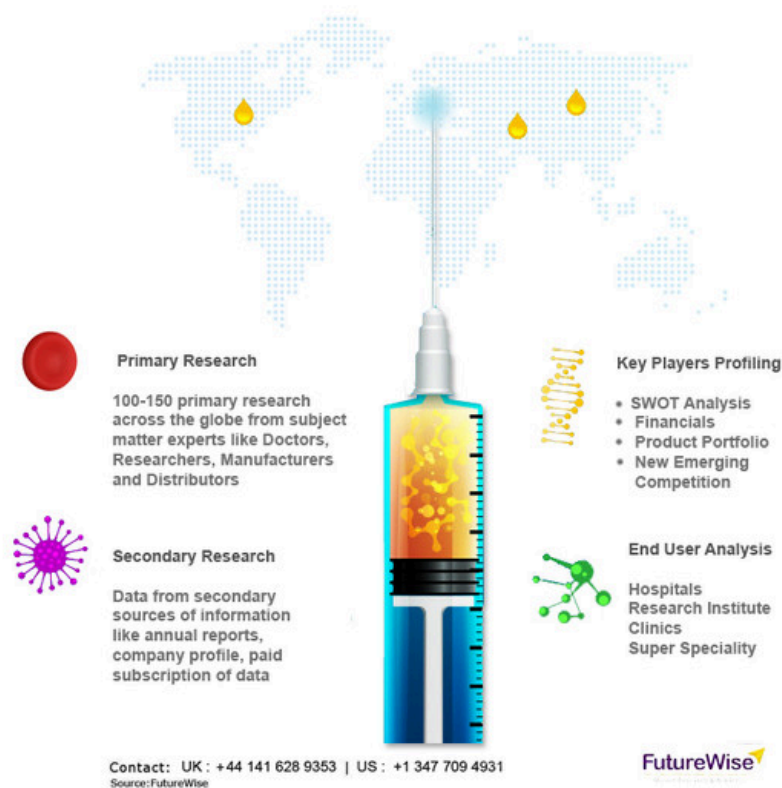 Primary Research
100-150 primary research
across the globe from subject
matter experts like Doctors,
Researchers, Manufacturers
and Distributors
Secondary Research
Data from secondary
sources of information
like annual reports,
company profile, paid
subscription of data
Key Players Profiling
• SWOT Analysis
• Financials
• Product Portfolio
• New Emerging
Competition
End User Analysis
Hospitals
Research Institute
Clinics
Super Speciality
Contact: UK : +44 141 628 9353 | US : +1 347 709 4931
Source:FutureWise
FutureWise